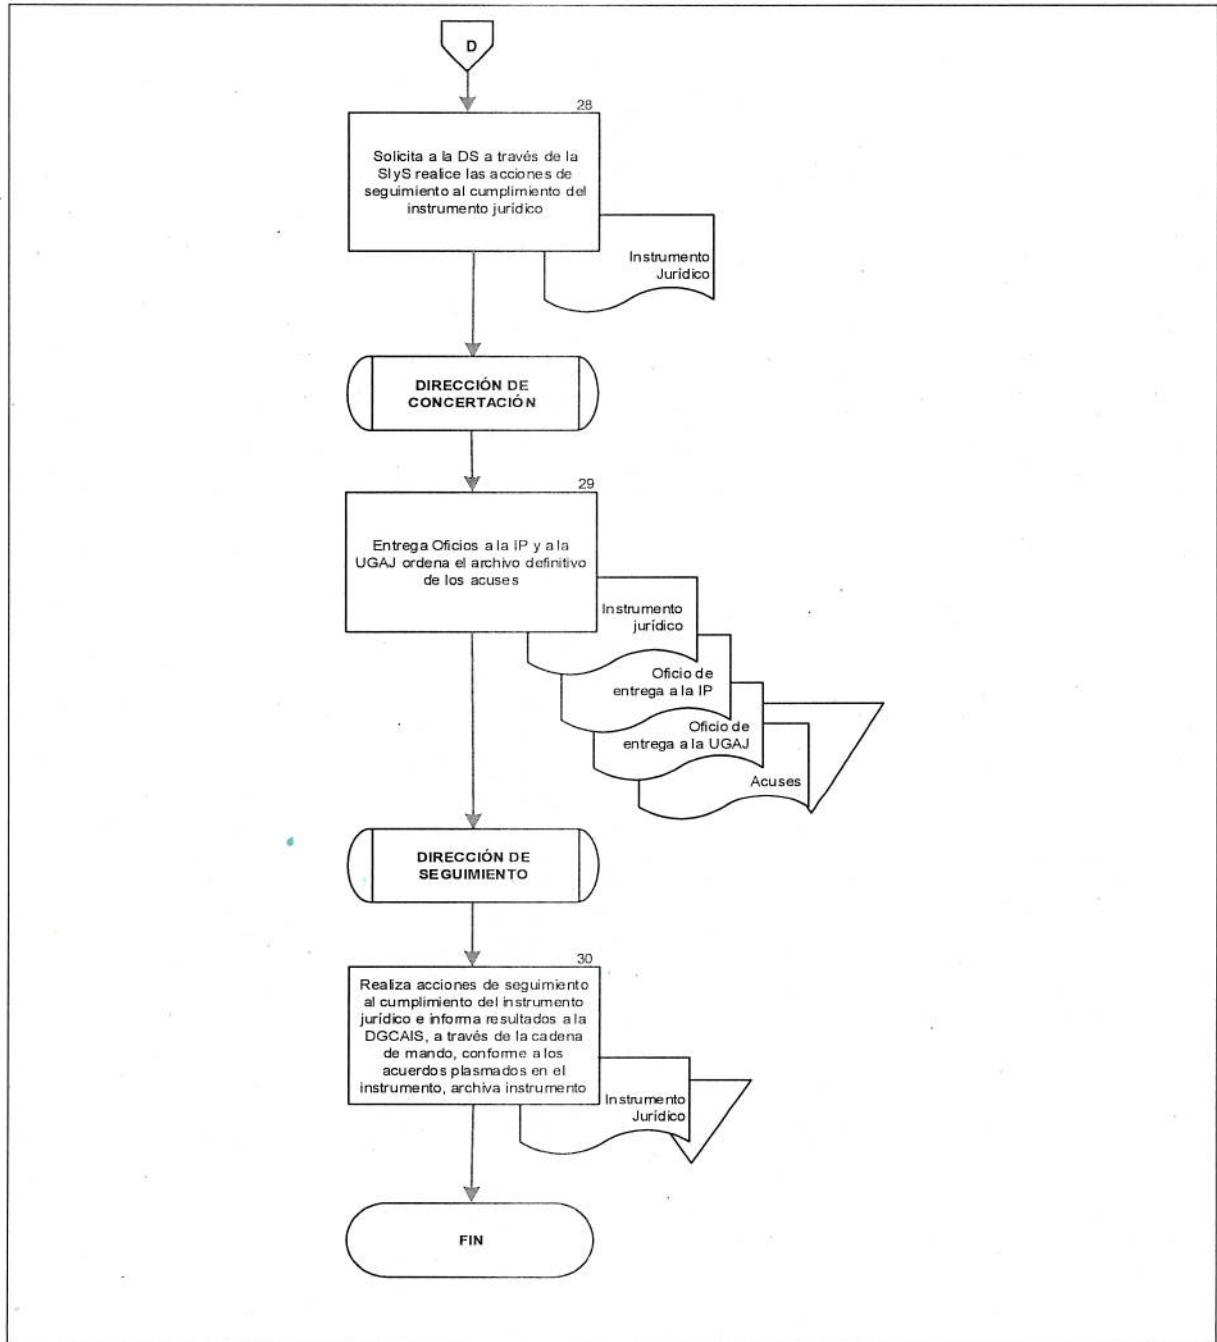 D
28
Solicita a la DS a través de la
SIyS realice las acciones de
seguimiento al cumplimiento del
instrumento jurídico
Instrumento
Jurídico
DIRECCIÓN DE
CONCERTACIÓN
29
Entrega Oficios a la IP y a la
UGAJ ordena el archivo definitivo
de los acuses
Instrumento
jurídico
Oficio de
entrega a la IP
Oficio de
entrega a la UGAJ
Acuses
DIRECCIÓN DE
SEGUIMIENTO
30
Realiza acciones de seguimiento
al cumplimiento del instrumento
jurídico e informa resultados a la
DGCAIS, a través de la cadena
de mando, conforme a los
acuerdos plasmados en el
instrumento, archiva instrumento
Instrumento
Jurídico
FIN